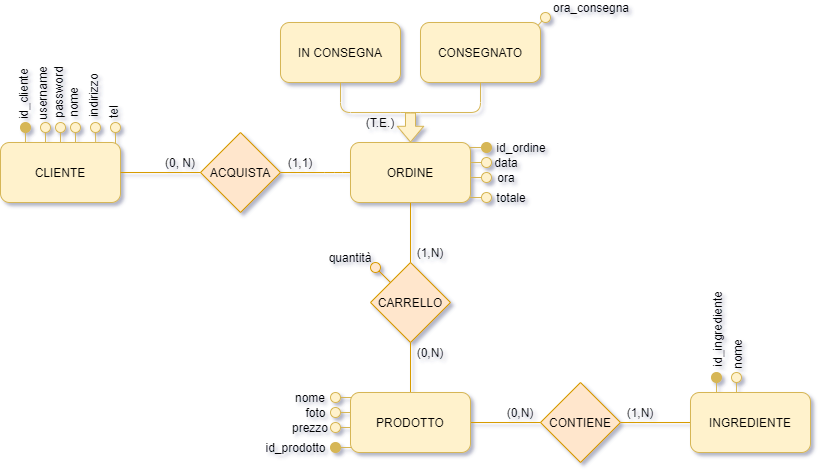 ora_consegna
IN CONSEGNA
CONSEGNATO
id_cliente
username
password
nome
indirizzo
tel
(T.E.)
CLIENTE
(0, N)
ACQUISTA
(1,1)
ORDINE
id_ordine
data
ora
totale
(1,N)
quantità
CARRELLO
(0,N)
nome
foto
prezzo
id_prodotto
PRODOTTO
(0,N)
CONTIENE
(1,N)
id_ingrediente
nome
INGREDIENTE